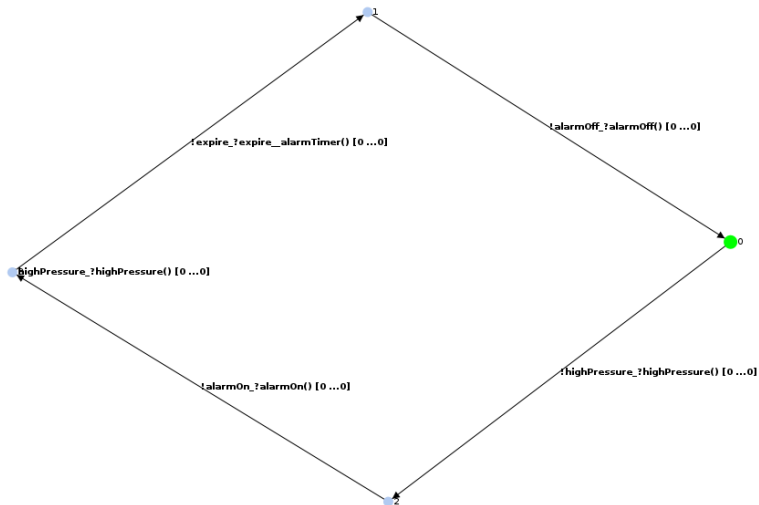 1
!alarmOff_?alarmOff() [0 ...0]
!expire_?expire__alarmTimer() [0 ...0]
0
highPressure_?highPressure() [0 ...0]
!highPressure_?highPressure() [0 ...0]
!alarmOn_?alarmOn() [0 ...0]
2